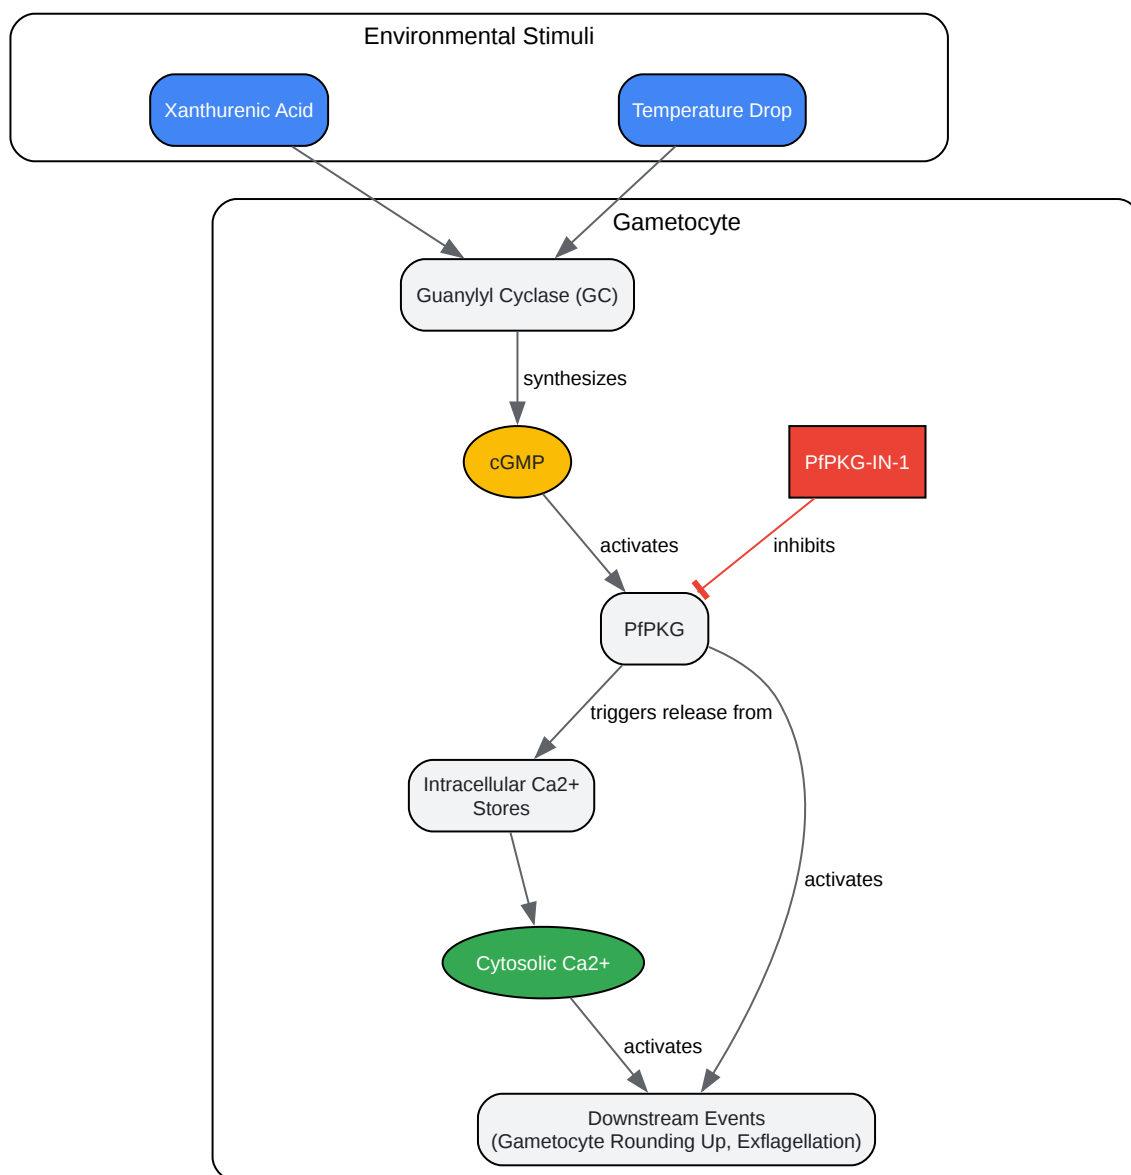 Environmental Stimuli
Xanthurenic Acid
Temperature Drop
Gametocyte
Guanylyl Cyclase (GC)
synthesizes
cGMP
PfPKG-IN-1
activates
inhibits
PfPKG
triggers release from
Intracellular Ca2+
Stores
activates
Cytosolic Ca2+
activates
Downstream Events
(Gametocyte Rounding Up, Exflagellation)